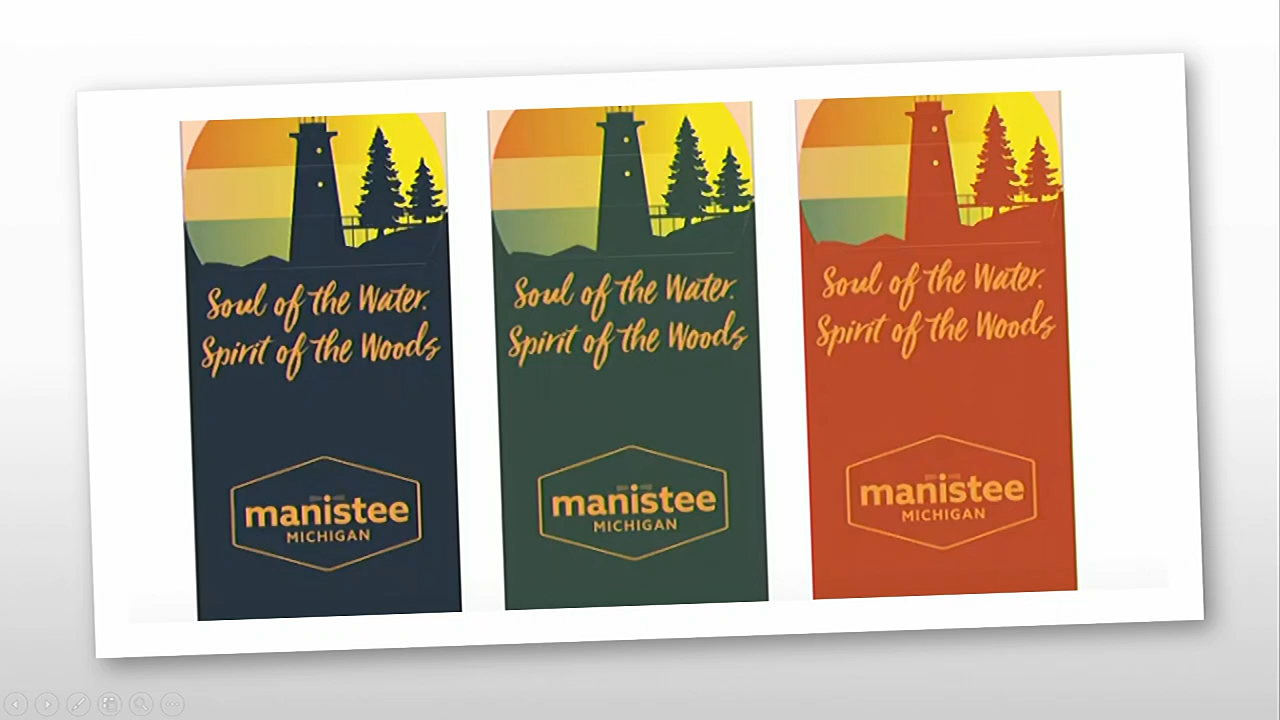 Soul of the Water.
Spirit of the Woods
manistee
MICHIGAN
Soul of the Water.
Spirit of the Woods
manistee
MICHIGAN
Soul of the Water.
Spirit of the Woods
manistee
MICHIGAN